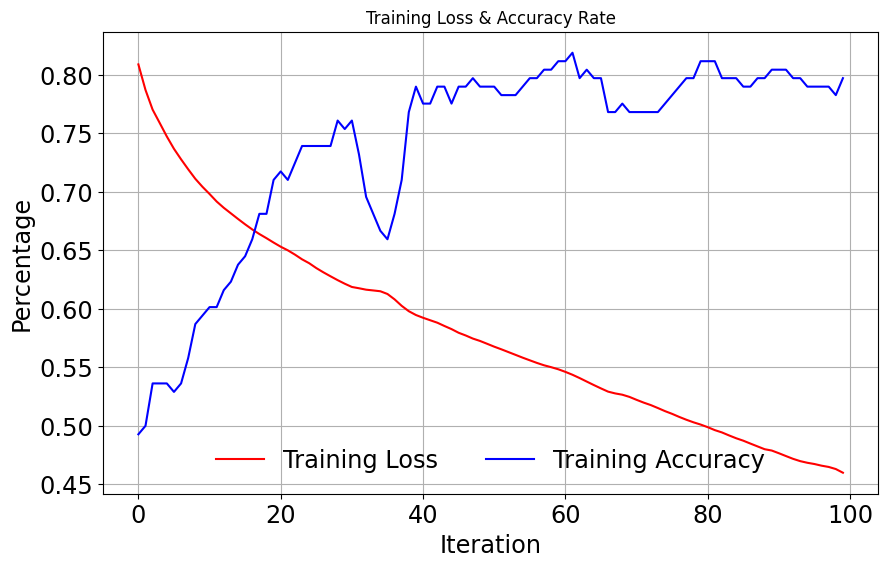 Training Loss & Accuracy Rate
0.80
0.75
0.70
0.65
0.60
0.55
0.50
0.45
Percentage
Training Loss
Training Accuracy
0 20 40 60 80 100
Iteration